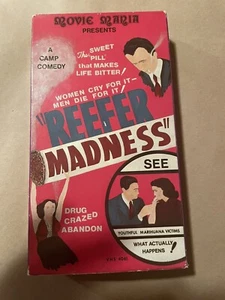 MOVIE MANIA
PRESENTS
A
CAMP
COMEDY
The SWEET
"PILL"
that MAKES
LIFE BITTER!
WOMEN CRY FOR IT-
MEN DIE FOR IT!
"REEFER
MADNESS"
SEE
DRUG
CRAZED
ABANDON
YOUTHFUL MARIHUANA VICTIMS
WHAT ACTUALLY
HAPPENS!